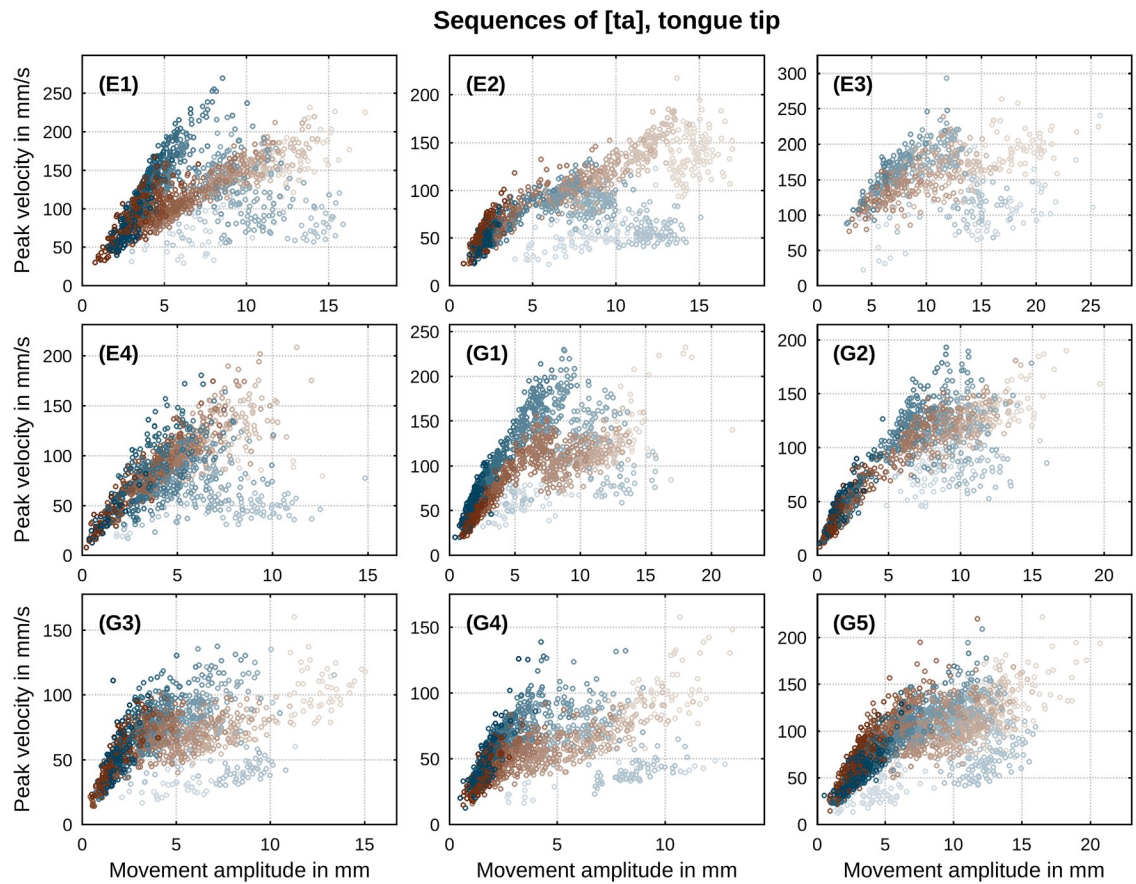 Sequences of [ta], tongue tip
(E1) (E2) (E3)
Peak velocity in mm/s
250 200 150 100 50 0
200 150 100 50 0
300 250 200 150 100 50 0
0 5 10 15
0 5 10 15
0 5 10 15 20 25
(E4) (G1) (G2)
Peak velocity in mm/s
200 150 100 50 0
250 200 150 100 50 0
200 150 100 50 0
0 5 10 15
0 5 10 15 20
0 5 10 15 20
(G3) (G4) (G5)
Peak velocity in mm/s
150 100 50 0
150 100 50 0
200 150 100 50 0
0 5 10 15
0 5 10
0 5 10 15 20
Movement amplitude in mm Movement amplitude in mm Movement amplitude in mm